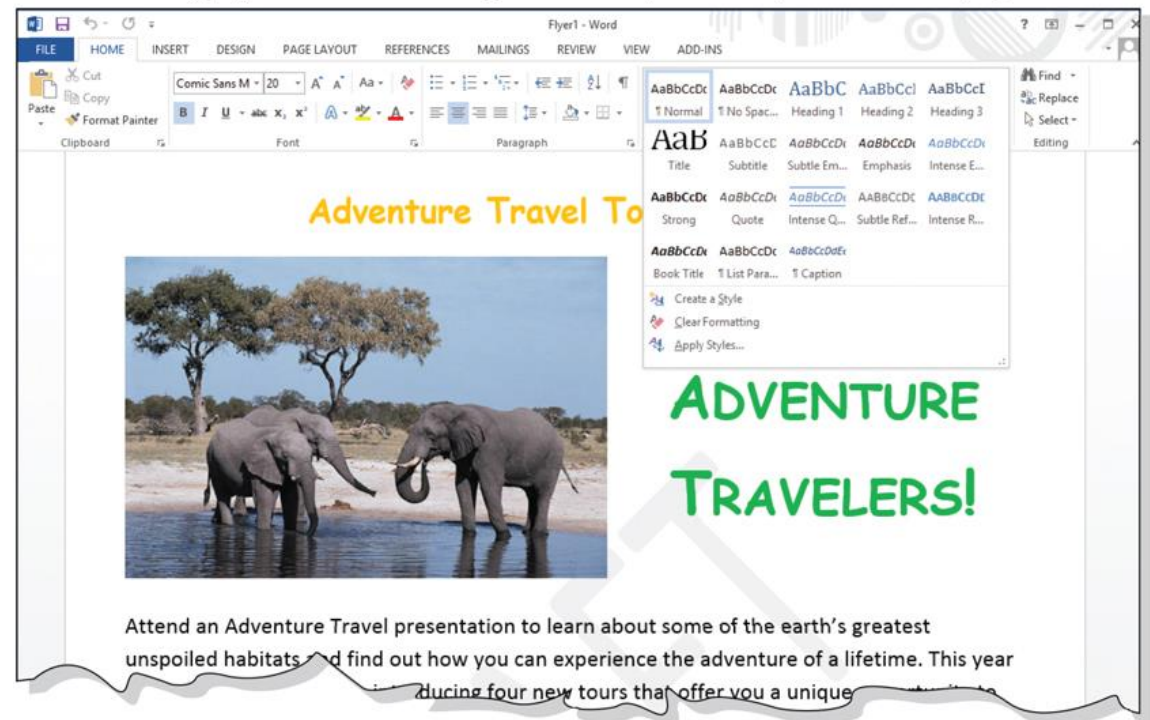 Flyer1 - Word
FILE HOME INSERT DESIGN PAGE LAYOUT REFERENCES MAILINGS REVIEW VIEW ADD-INS
Paste
Cut
Copy
Format Painter
Clipboard
Comic Sans M 20
Font
Paragraph
AaBbCcDc AaBbCcDc AaBbC AaBbCcl AaBbCcI
¶ Normal ¶ No Spac... Heading 1 Heading 2 Heading 3
AaB AaBbCcC AaBbCcDc AaBbCcDc AaBbCcDc
Title Subtitle Subtle Em... Emphasis Intense E...
AaBbCcDc AaBbCcDc AaBbCcDc AABBCCDC AABBCCDC
Strong Quote Intense Q... Subtle Ref... Intense R...
AaBbCcDc AaBbCcDc AaBbCcDdEe
Book Title ¶ List Para... ¶ Caption
Create a Style
Clear Formatting
Apply Styles...
Find
Replace
Select
Editing
Adventure Travel To
ADVENTURE
TRAVELERS!
Attend an Adventure Travel presentation to learn about some of the earth's greatest
unspoiled habitats and find out how you can experience the adventure of a lifetime. This year
introducing four new tours that offer you a unique opportunity to